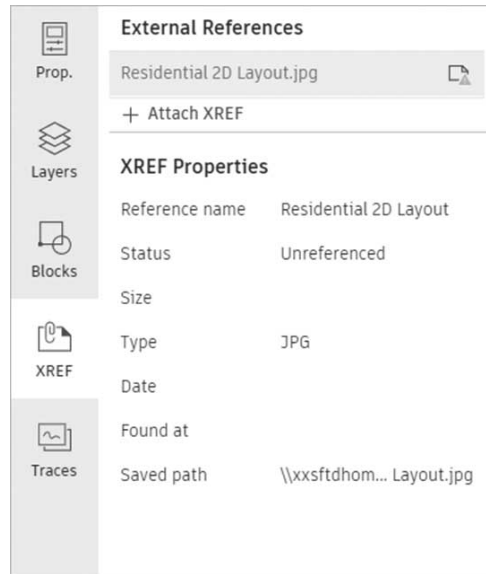 Prop.
Layers
Blocks
XREF
Traces
External References
Residential 2D Layout.jpg
+ Attach XREF
XREF Properties
Reference name Residential 2D Layout
Status Unreferenced
Size
Type JPG
Date
Found at
Saved path \\xxsftdhom... Layout.jpg